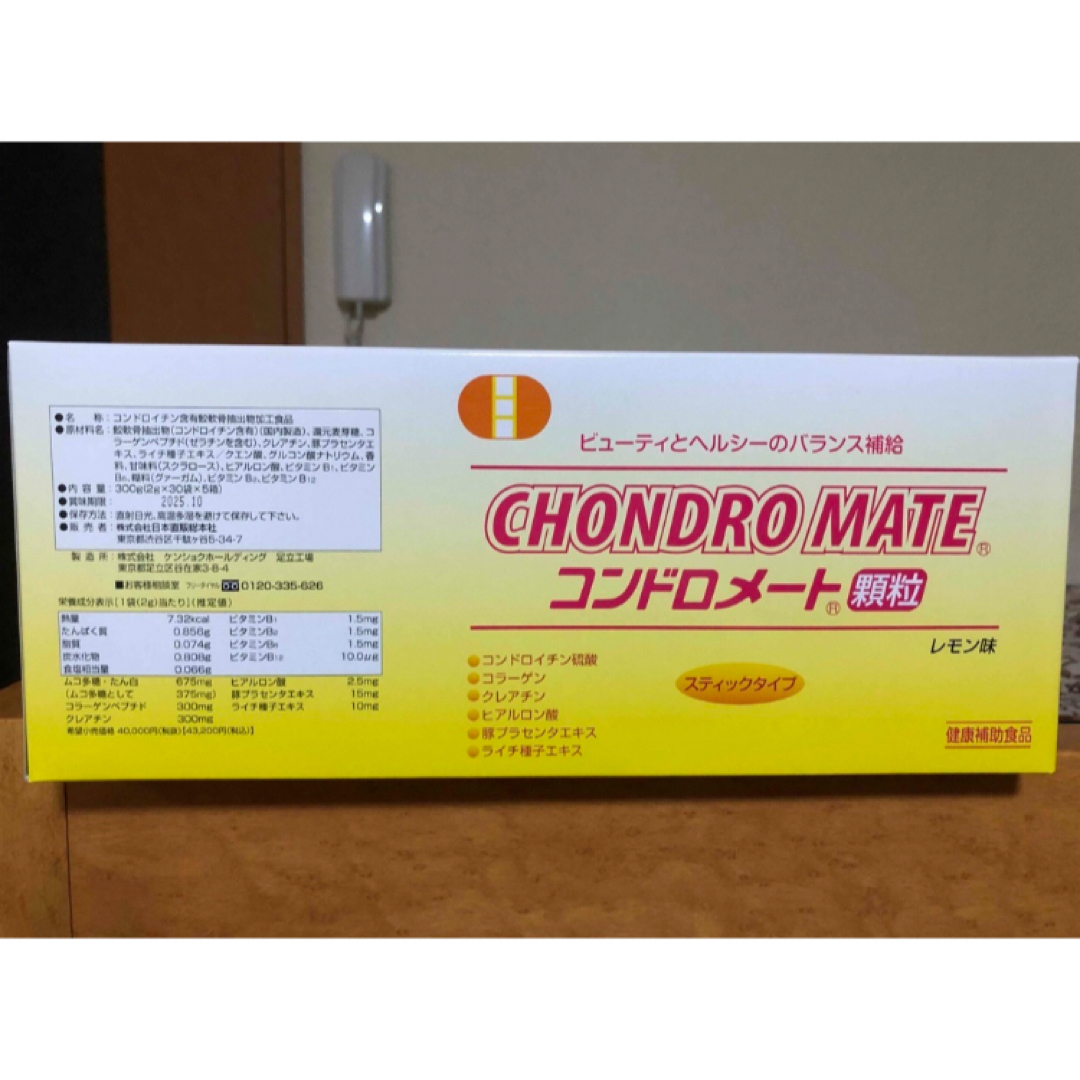 ●名　称：コンドロイチン含有鮫軟骨抽出物加工食品
●原材料名：鮫軟骨抽出物(コンドロイチン含有)(国内製造)、還元麦芽糖、コ
ラーゲンペプチド(ゼラチンを含む)、クレアチン、豚プラセンタエ
キス、ライチ種子エキス／クエン酸、グルコン酸ナトリウム、香
料、甘味料(スクラロース)、ヒアルロン酸、ビタミンB1、ビタミン
B6、糊料(グァーガム)、ビタミンB2、ビタミンB12
●内容量：300g(2g×30袋×5箱)
●賞味期限：2025.10
●保存方法：直射日光、高温多湿を避けて保存して下さい。
●販売者：株式会社日本直販総本社
東京都渋谷区千駄ヶ谷5-34-7
製造所：株式会社 ケンショクホールディング 足立工場
東京都足立区谷在家3-8-4
■お客様相談室 フリーダイヤル 0120-335-626
栄養成分表示[1袋(2g)当たり](推定値)
熱量 7.32kcal ビタミンB1 1.5mg
たんぱく質 0.856g ビタミンB2 1.5mg
脂質 0.074g ビタミンB6 1.5mg
炭水化物 0.808g ビタミンB12 10.0μg
食塩相当量 0.066g
ムコ多糖・たん白 675mg ヒアルロン酸 2.5mg
(ムコ多糖として 375mg) 豚プラセンタエキス 15mg
コラーゲンペプチド 300mg ライチ種子エキス 10mg
クレアチン 300mg
希望小売価格 40,000円(税抜)[43,200円(税込)]
ビューティとヘルシーのバランス補給
CHONDRO MATE®
コンドロメート® 顆粒
レモン味
●コンドロイチン硫酸
●コラーゲン
●クレアチン
●ヒアルロン酸
●豚プラセンタエキス
●ライチ種子エキス
スティックタイプ
健康補助食品